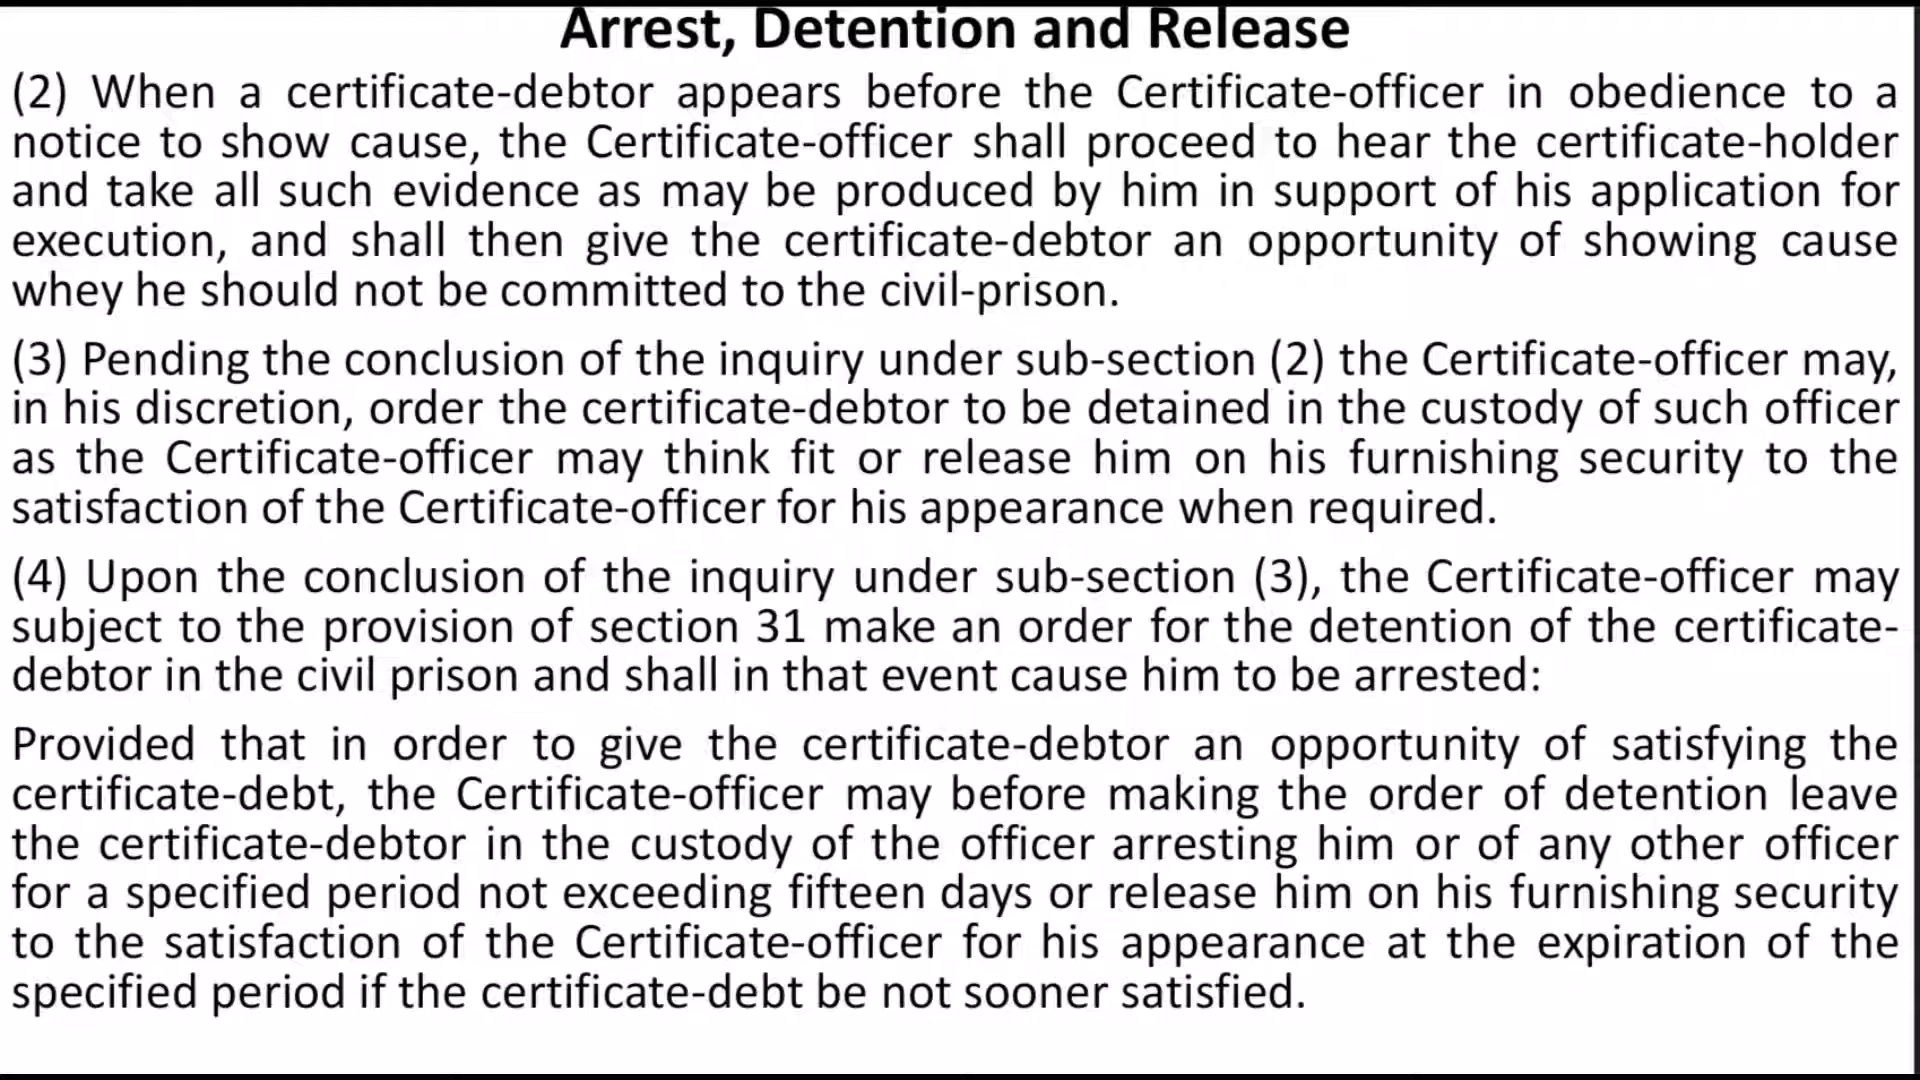 Arrest, Detention and Release
(2) When a certificate-debtor appears before the Certificate-officer in obedience to a
notice to show cause, the Certificate-officer shall proceed to hear the certificate-holder
and take all such evidence as may be produced by him in support of his application for
execution, and shall then give the certificate-debtor an opportunity of showing cause
whey he should not be committed to the civil-prison.
(3) Pending the conclusion of the inquiry under sub-section (2) the Certificate-officer may,
in his discretion, order the certificate-debtor to be detained in the custody of such officer
as the Certificate-officer may think fit or release him on his furnishing security to the
satisfaction of the Certificate-officer for his appearance when required.
(4) Upon the conclusion of the inquiry under sub-section (3), the Certificate-officer may
subject to the provision of section 31 make an order for the detention of the certificate-
debtor in the civil prison and shall in that event cause him to be arrested:
Provided that in order to give the certificate-debtor an opportunity of satisfying the
certificate-debt, the Certificate-officer may before making the order of detention leave
the certificate-debtor in the custody of the officer arresting him or of any other officer
for a specified period not exceeding fifteen days or release him on his furnishing security
to the satisfaction of the Certificate-officer for his appearance at the expiration of the
specified period if the certificate-debt be not sooner satisfied.